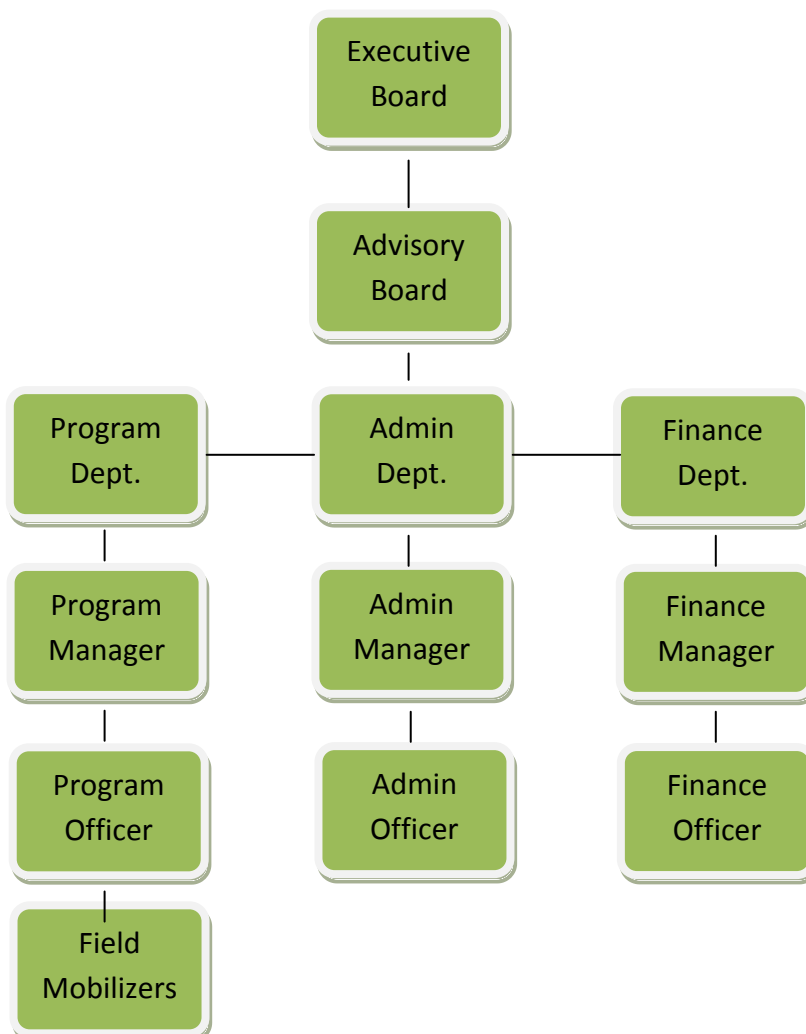 Executive
Board
Advisory
Board
Program
Dept.
Admin
Dept.
Finance
Dept.
Program
Manager
Admin
Manager
Finance
Manager
Program
Officer
Admin
Officer
Finance
Officer
Field
Mobilizers